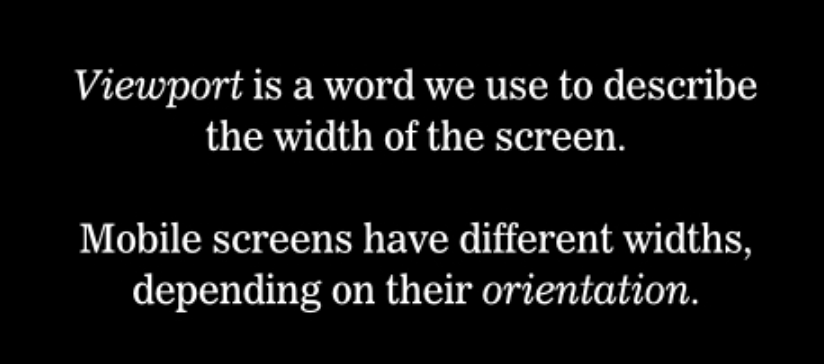 Viewport is a word we use to describe
the width of the screen.
Mobile screens have different widths,
depending on their orientation.